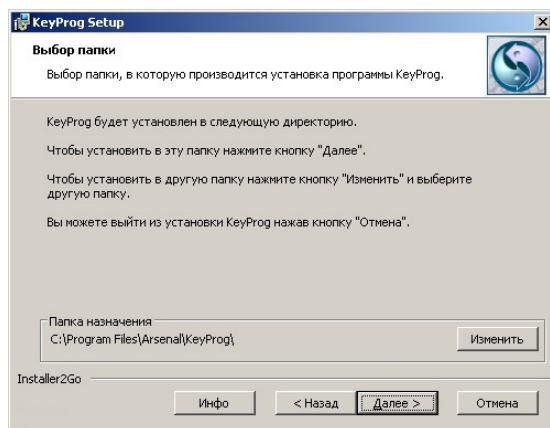 KeyProg Setup
Выбор папки
Выбор папки, в которую производится установка программы KeyProg.
KeyProg будет установлен в следующую директорию.
Чтобы установить в эту папку нажмите кнопку "Далее".
Чтобы установить в другую папку нажмите кнопку "Изменить" и выберите
другую папку.
Вы можете выйти из установки KeyProg нажав кнопку "Отмена".
Папка назначения
C:\Program Files\Arsenal\KeyProg\
Изменить
Installer2Go
Инфо
< Назад
Далее >
Отмена